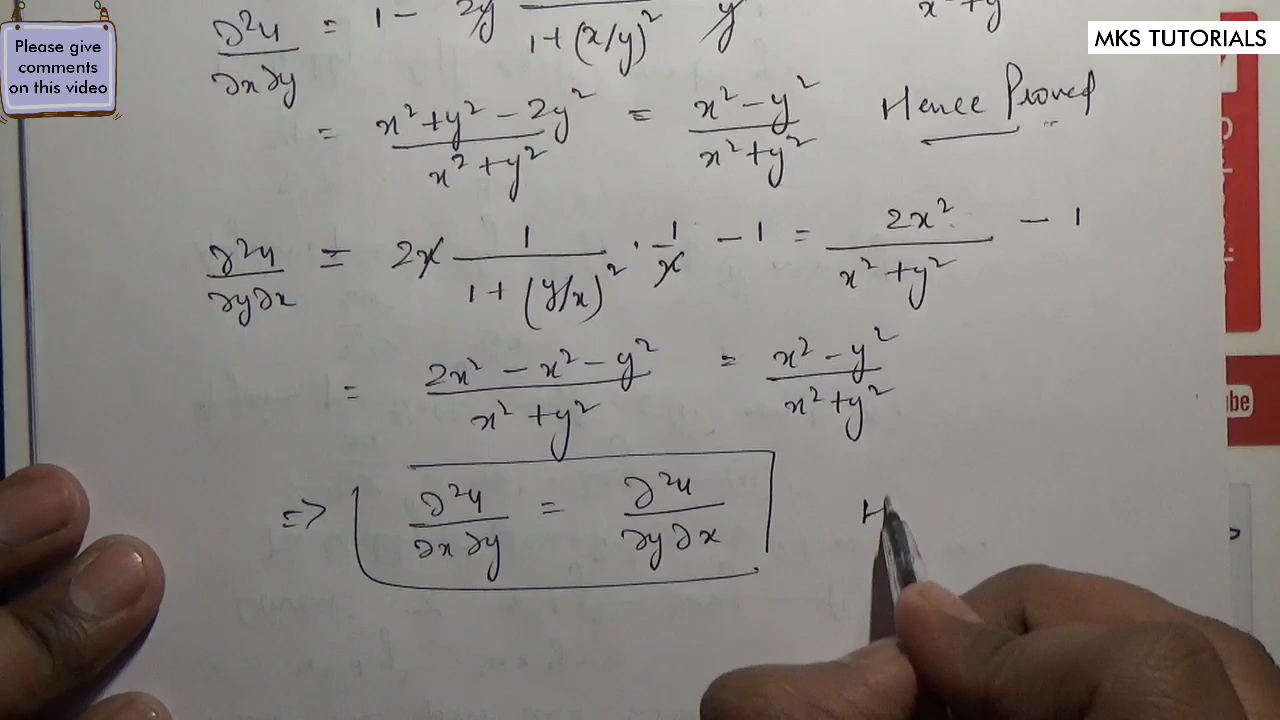 Please give
comments
on this video
MKS TUTORIALS
∂²u/∂x∂y = 1 - 2y /(1+(x/y)²) y
x²+y
= (x²+y²-2y²)/(x²+y²) = (x²-y²)/(x²+y²) Hence Proved
∂²u/∂y∂x = 2x 1/(1+(y/x)²) · 1/x - 1 = 2x²/(x²+y²) - 1
= (2x²-x²-y²)/(x²+y²) = (x²-y²)/(x²+y²)
=> ∂²u/∂x∂y = ∂²u/∂y∂x H
be